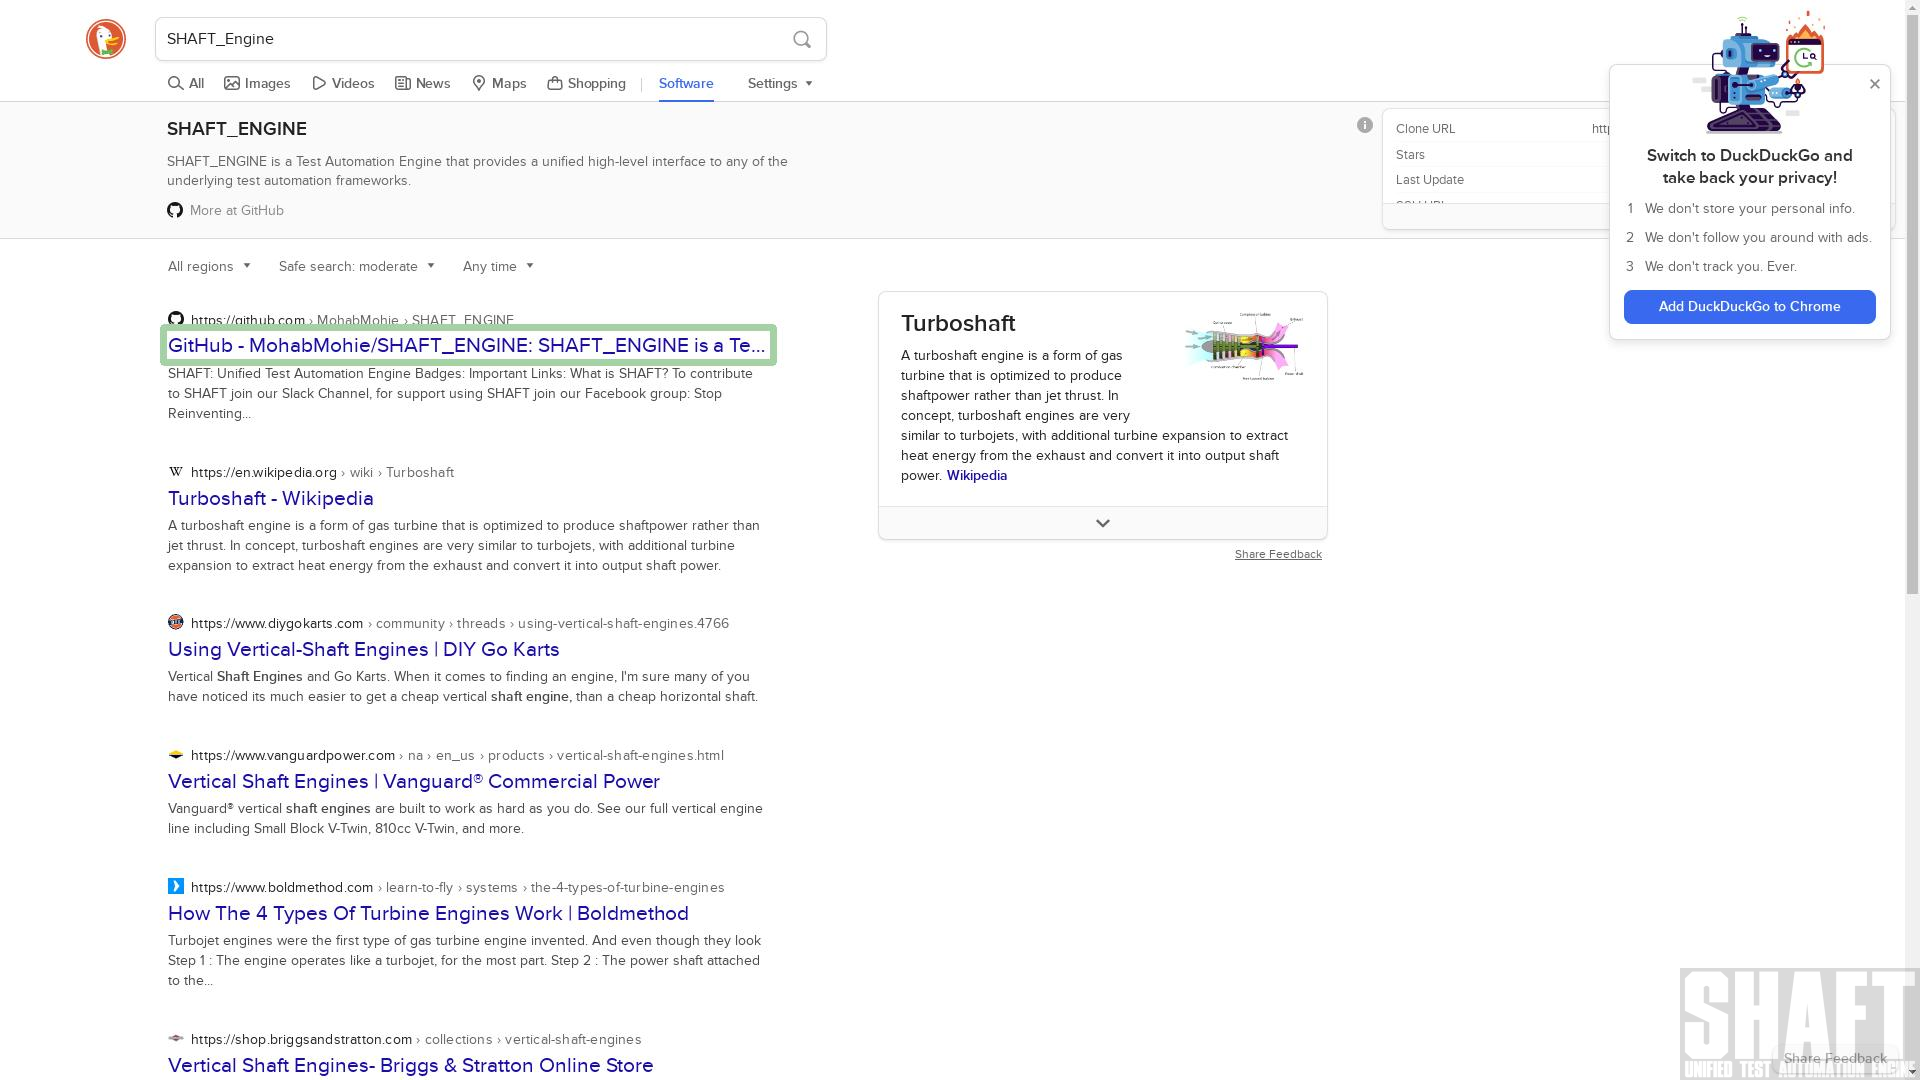 SHAFT_Engine
All
Images
Videos
News
Maps
Shopping
Software
Settings
SHAFT_ENGINE
SHAFT_ENGINE is a Test Automation Engine that provides a unified high-level interface to any of the
underlying test automation frameworks.
More at GitHub
Clone URL
Stars
Last Update
Switch to DuckDuckGo and
take back your privacy!
1 We don't store your personal info.
2 We don't follow you around with ads.
3 We don't track you. Ever.
Add DuckDuckGo to Chrome
All regions
Safe search: moderate
Any time
https://github.com › MohabMohie › SHAFT_ENGINE
GitHub - MohabMohie/SHAFT_ENGINE: SHAFT_ENGINE is a Te...
SHAFT: Unified Test Automation Engine Badges: Important Links: What is SHAFT? To contribute
to SHAFT join our Slack Channel, for support using SHAFT join our Facebook group: Stop
Reinventing...
https://en.wikipedia.org › wiki › Turboshaft
Turboshaft - Wikipedia
A turboshaft engine is a form of gas turbine that is optimized to produce shaftpower rather than
jet thrust. In concept, turboshaft engines are very similar to turbojets, with additional turbine
expansion to extract heat energy from the exhaust and convert it into output shaft power.
https://www.diygokarts.com › community › threads › using-vertical-shaft-engines.4766
Using Vertical-Shaft Engines | DIY Go Karts
Vertical Shaft Engines and Go Karts. When it comes to finding an engine, I'm sure many of you
have noticed its much easier to get a cheap vertical shaft engine, than a cheap horizontal shaft.
https://www.vanguardpower.com › na › en_us › products › vertical-shaft-engines.html
Vertical Shaft Engines | Vanguard® Commercial Power
Vanguard® vertical shaft engines are built to work as hard as you do. See our full vertical engine
line including Small Block V-Twin, 810cc V-Twin, and more.
https://www.boldmethod.com › learn-to-fly › systems › the-4-types-of-turbine-engines
How The 4 Types Of Turbine Engines Work | Boldmethod
Turbojet engines were the first type of gas turbine engine invented. And even though they look
Step 1 : The engine operates like a turbojet, for the most part. Step 2 : The power shaft attached
to the...
https://shop.briggsandstratton.com › collections › vertical-shaft-engines
Vertical Shaft Engines- Briggs & Stratton Online Store
Turboshaft
A turboshaft engine is a form of gas
turbine that is optimized to produce
shaftpower rather than jet thrust. In
concept, turboshaft engines are very
similar to turbojets, with additional turbine expansion to extract
heat energy from the exhaust and convert it into output shaft
power. Wikipedia
Share Feedback
SHAFT
UNIFIED TEST AUTOMATION ENGINE
Share Feedback